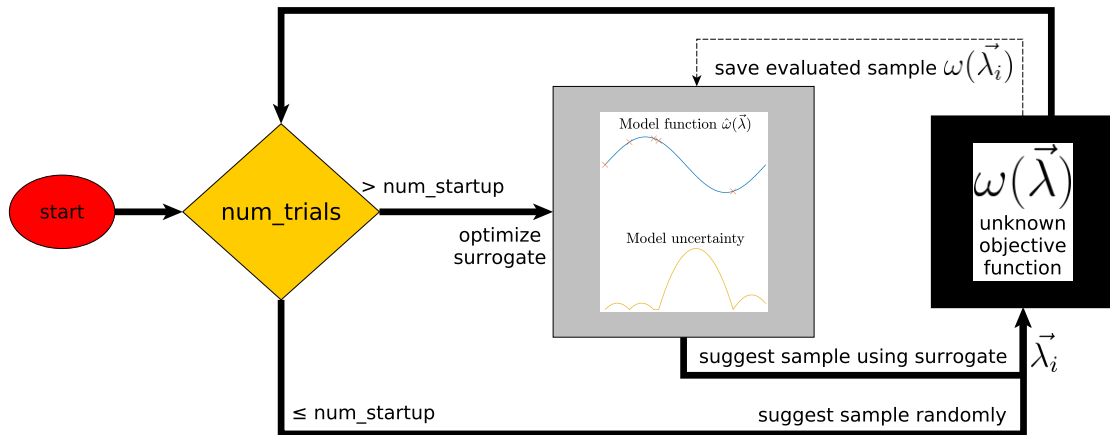 save evaluated sample ω(λ⃗ᵢ)
Model function ω̂(λ⃗)
> num_startup
start
num_trials
optimize
surrogate
Model uncertainty
ω(λ⃗)
unknown
objective
function
suggest sample using surrogate
λ⃗ᵢ
≤ num_startup
suggest sample randomly